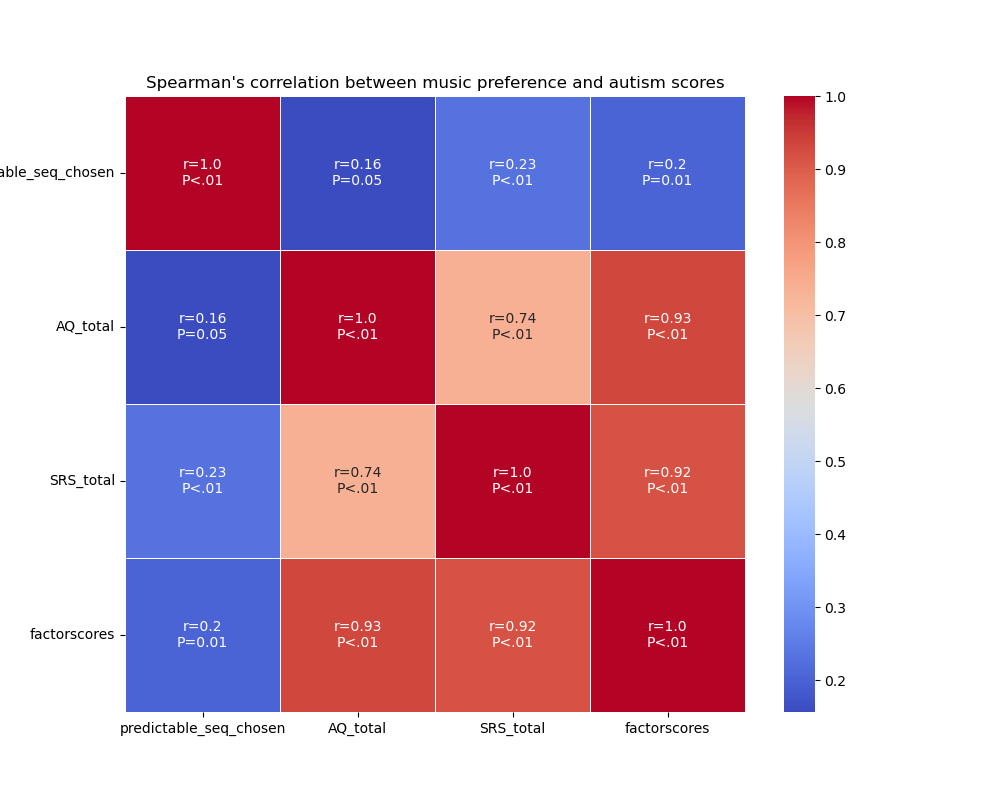 Spearman's correlation between music preference and autism scores
able_seq_chosen
r=1.0
P<.01
r=0.16
P=0.05
r=0.23
P<.01
r=0.2
P=0.01
AQ_total
r=0.16
P=0.05
r=1.0
P<.01
r=0.74
P<.01
r=0.93
P<.01
SRS_total
r=0.23
P<.01
r=0.74
P<.01
r=1.0
P<.01
r=0.92
P<.01
factorscores
r=0.2
P=0.01
r=0.93
P<.01
r=0.92
P<.01
r=1.0
P<.01
predictable_seq_chosen
AQ_total
SRS_total
factorscores
1.0
0.9
0.8
0.7
0.6
0.5
0.4
0.3
0.2